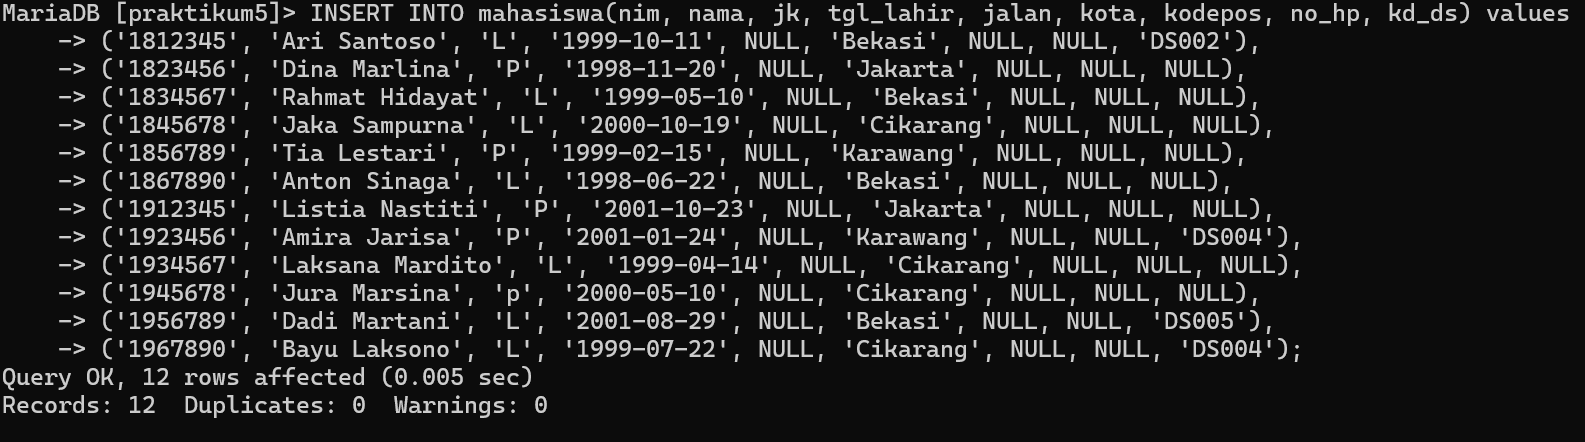 MariaDB [praktikum5]> INSERT INTO mahasiswa(nim, nama, jk, tgl_lahir, jalan, kota, kodepos, no_hp, kd_ds) values
    -> ('1812345', 'Ari Santoso', 'L', '1999-10-11', NULL, 'Bekasi', NULL, NULL, 'DS002'),
    -> ('1823456', 'Dina Marlina', 'P', '1998-11-20', NULL, 'Jakarta', NULL, NULL, NULL),
    -> ('1834567', 'Rahmat Hidayat', 'L', '1999-05-10', NULL, 'Bekasi', NULL, NULL, NULL),
    -> ('1845678', 'Jaka Sampurna', 'L', '2000-10-19', NULL, 'Cikarang', NULL, NULL, NULL),
    -> ('1856789', 'Tia Lestari', 'P', '1999-02-15', NULL, 'Karawang', NULL, NULL, NULL),
    -> ('1867890', 'Anton Sinaga', 'L', '1998-06-22', NULL, 'Bekasi', NULL, NULL, NULL),
    -> ('1912345', 'Listia Nastiti', 'P', '2001-10-23', NULL, 'Jakarta', NULL, NULL, NULL),
    -> ('1923456', 'Amira Jarisa', 'P', '2001-01-24', NULL, 'Karawang', NULL, NULL, 'DS004'),
    -> ('1934567', 'Laksana Mardito', 'L', '1999-04-14', NULL, 'Cikarang', NULL, NULL, NULL),
    -> ('1945678', 'Jura Marsina', 'p', '2000-05-10', NULL, 'Cikarang', NULL, NULL, NULL),
    -> ('1956789', 'Dadi Martani', 'L', '2001-08-29', NULL, 'Bekasi', NULL, NULL, 'DS005'),
    -> ('1967890', 'Bayu Laksono', 'L', '1999-07-22', NULL, 'Cikarang', NULL, NULL, 'DS004');
Query OK, 12 rows affected (0.005 sec)
Records: 12  Duplicates: 0  Warnings: 0